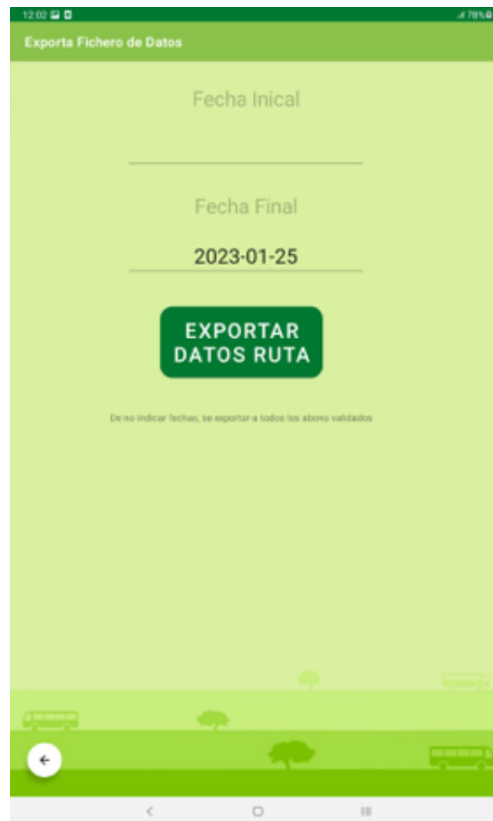 12:02
78%
Exporta Fichero de Datos
Fecha Inical
Fecha Final
2023-01-25
EXPORTAR
DATOS RUTA
De no indicar fechas, se exportar-a todos los abono validados